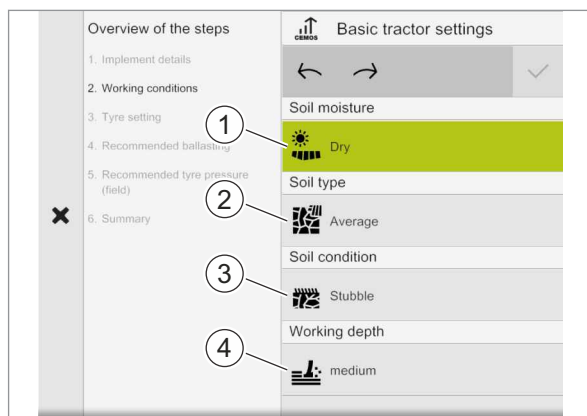 Overview of the steps
1. Implement details
2. Working conditions
3. Tyre setting
4. Recommended ballasting
5. Recommended tyre pressure
(field)
6. Summary
CEMOS
Basic tractor settings
Soil moisture
1
Dry
Soil type
2
Average
Soil condition
3
Stubble
Working depth
4
medium